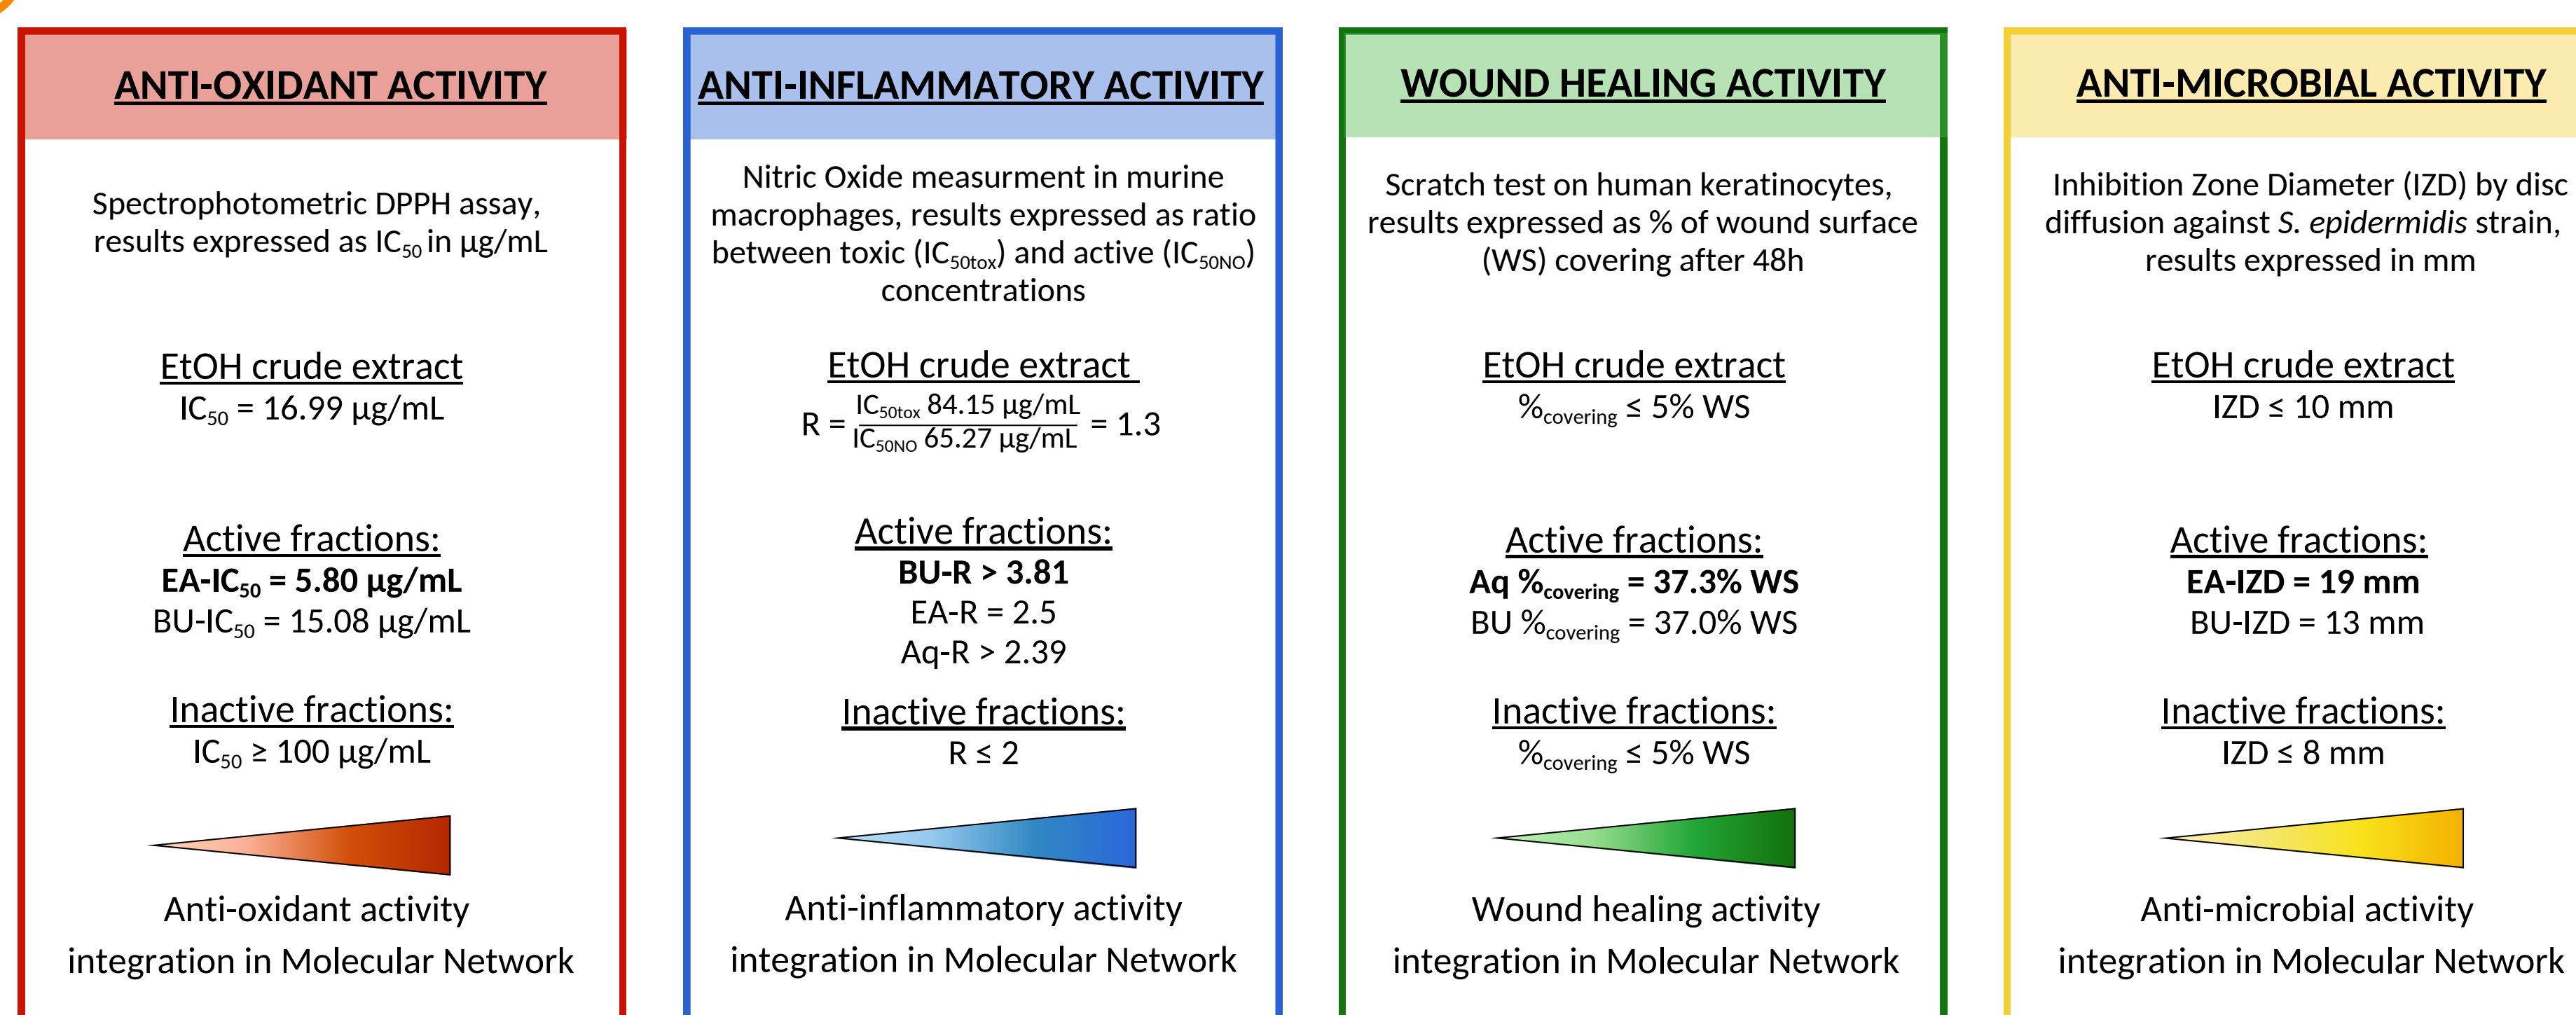 ANTI-OXIDANT ACTIVITY
Spectrophotometric DPPH assay,
results expressed as IC50 in µg/mL
EtOH crude extract
IC50 = 16.99 µg/mL
Active fractions:
EA-IC50 = 5.80 µg/mL
BU-IC50 = 15.08 µg/mL
Inactive fractions:
IC50 ≥ 100 µg/mL
Anti-oxidant activity
integration in Molecular Network
ANTI-INFLAMMATORY ACTIVITY
Nitric Oxide measurment in murine
macrophages, results expressed as ratio
between toxic (IC50tox) and active (IC50NO)
concentrations
EtOH crude extract
IC50tox 84.15 µg/mL
R = = 1.3
IC50NO 65.27 µg/mL
Active fractions:
BU-R > 3.81
EA-R = 2.5
Aq-R > 2.39
Inactive fractions:
R ≤ 2
Anti-inflammatory activity
integration in Molecular Network
WOUND HEALING ACTIVITY
Scratch test on human keratinocytes,
results expressed as % of wound surface
(WS) covering after 48h
EtOH crude extract
%covering ≤ 5% WS
Active fractions:
Aq %covering = 37.3% WS
BU %covering = 37.0% WS
Inactive fractions:
%covering ≤ 5% WS
Wound healing activity
integration in Molecular Network
ANTI-MICROBIAL ACTIVITY
Inhibition Zone Diameter (IZD) by disc
diffusion against S. epidermidis strain,
results expressed in mm
EtOH crude extract
IZD ≤ 10 mm
Active fractions:
EA-IZD = 19 mm
BU-IZD = 13 mm
Inactive fractions:
IZD ≤ 8 mm
Anti-microbial activity
integration in Molecular Network